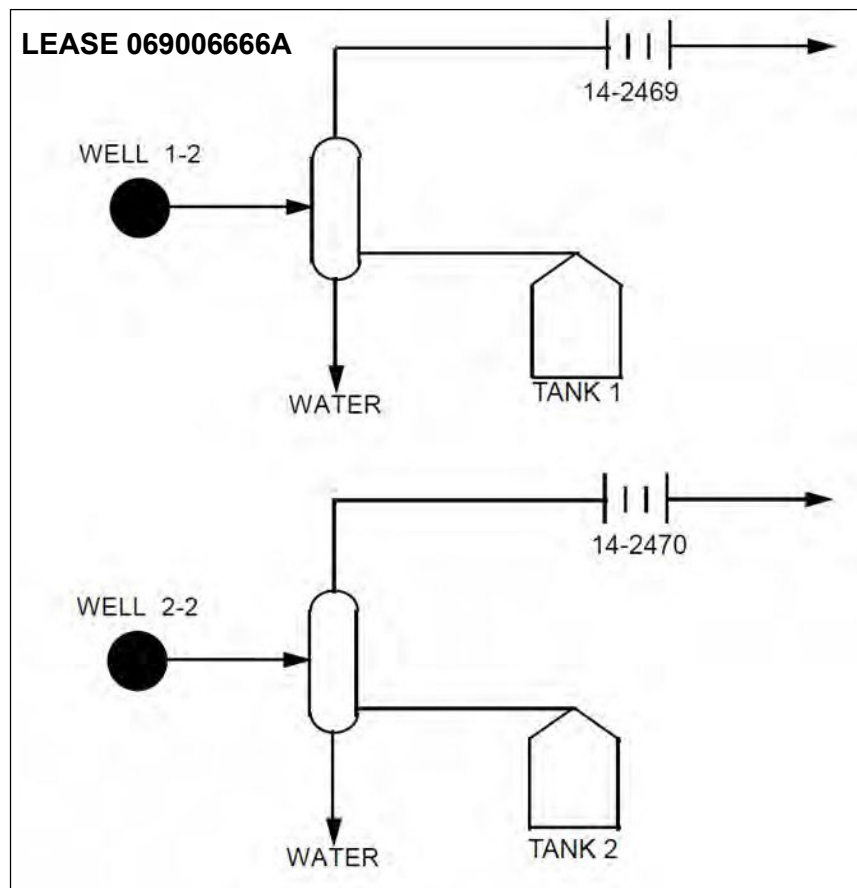 LEASE 069006666A
14-2469
WELL 1-2
WATER
TANK 1
14-2470
WELL 2-2
WATER
TANK 2